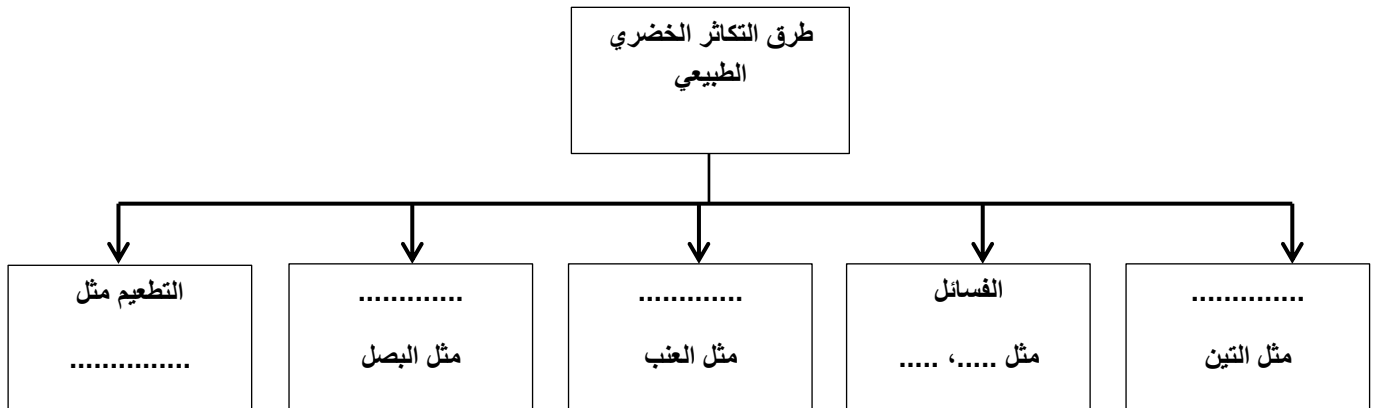 طرق التكاثر الخضري
الطبيعي
..............
مثل التين
الفسائل
مثل .....، .....
.............
مثل العنب
.............
مثل البصل
التطعيم مثل
...............